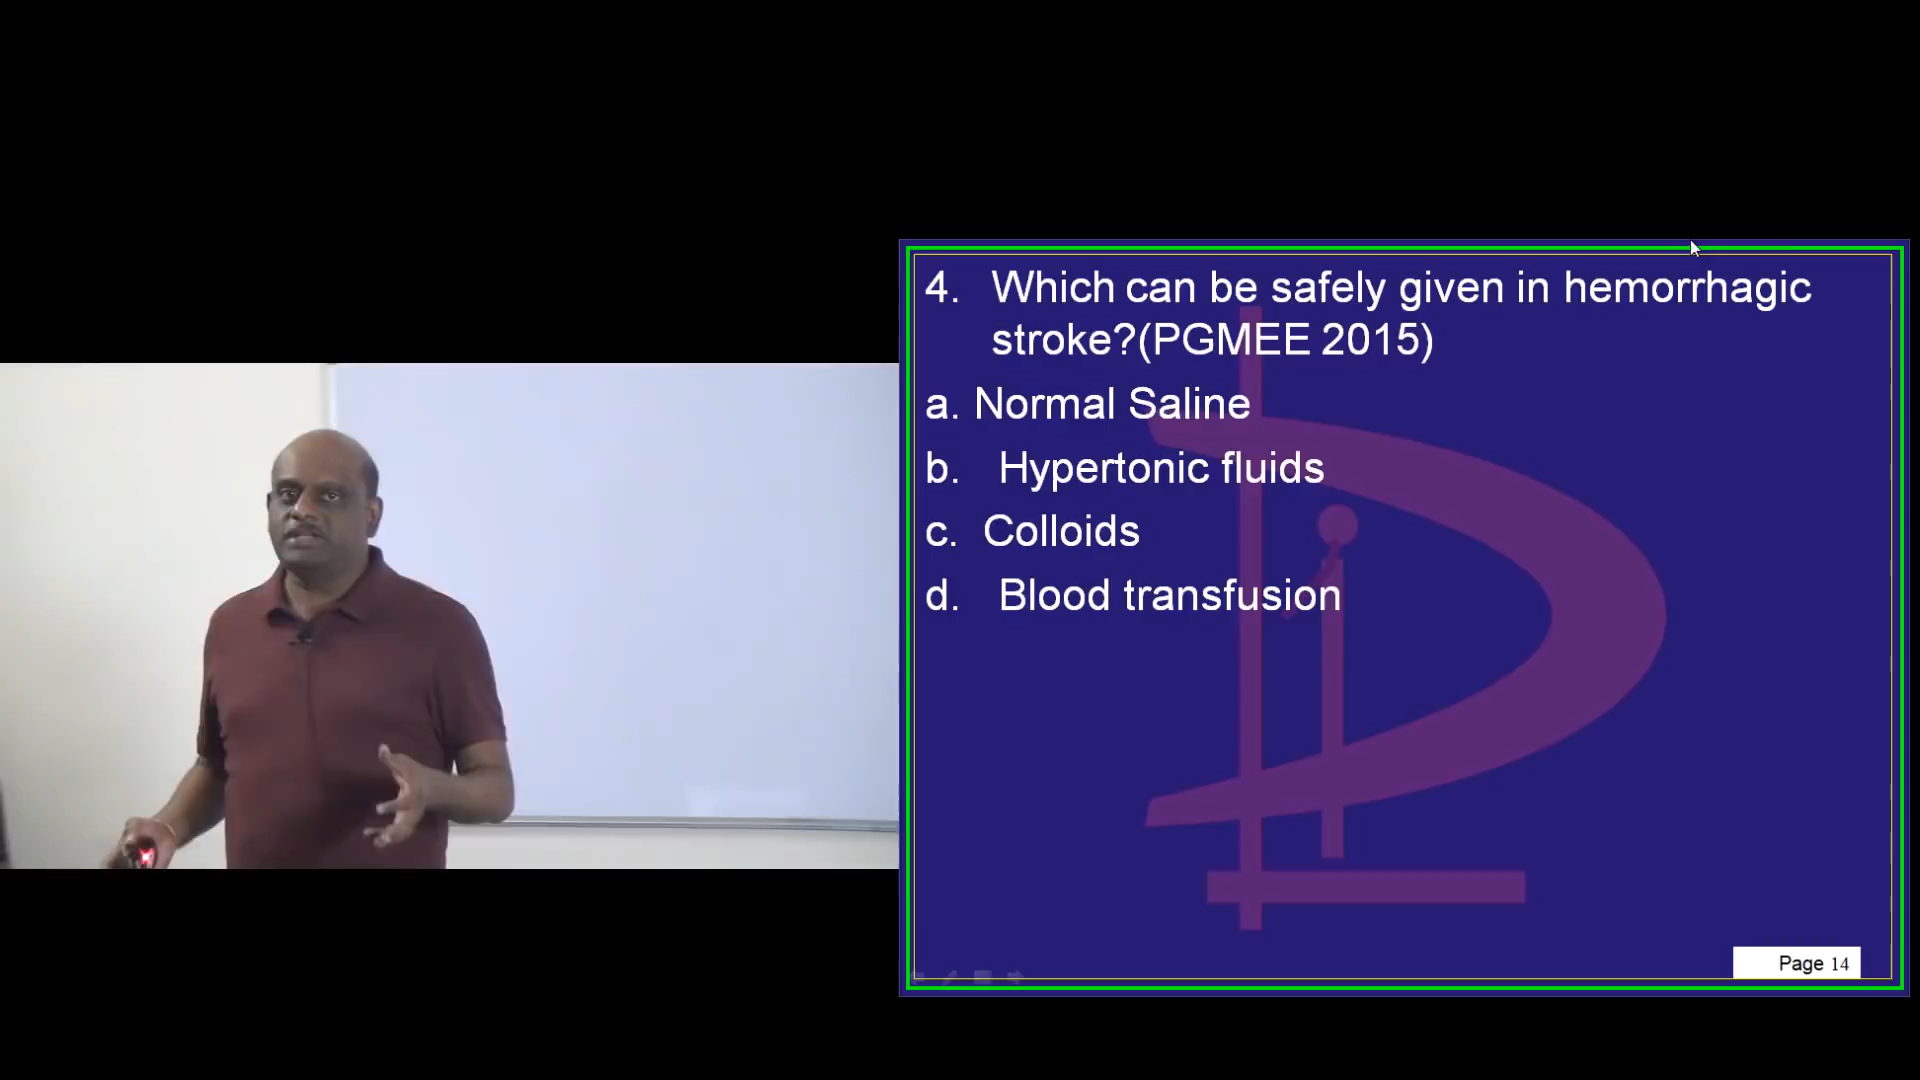 4. Which can be safely given in hemorrhagic
stroke?(PGMEE 2015)
a. Normal Saline
b. Hypertonic fluids
c. Colloids
d. Blood transfusion
Page 14